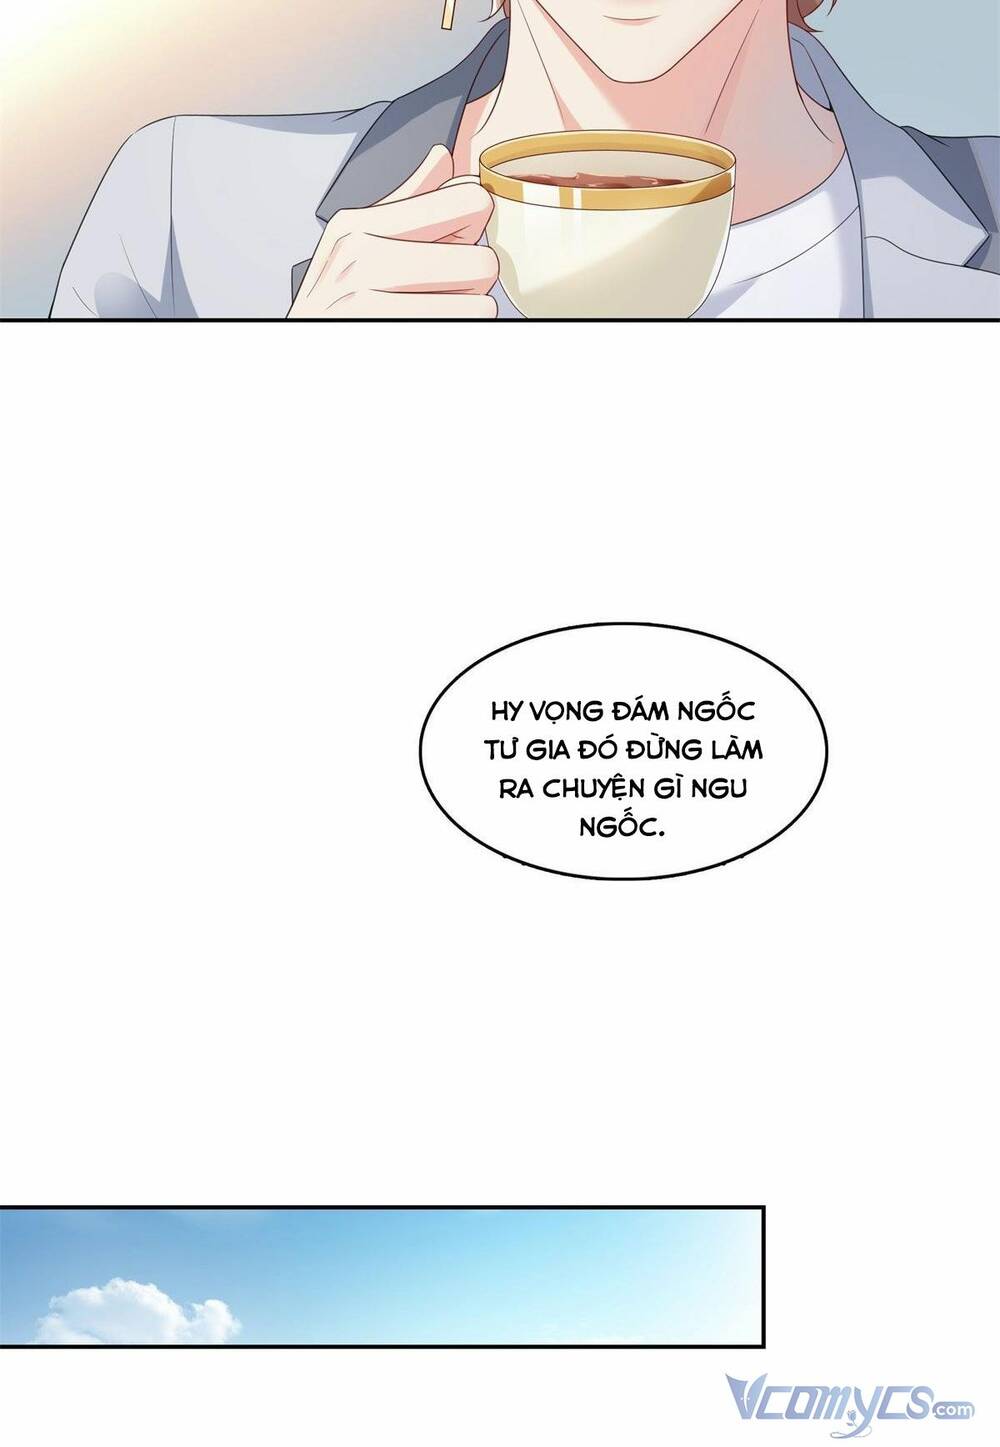 HY VỌNG ĐÁM NGỐC
TƯ GIA ĐÓ ĐỪNG LÀM
RA CHUYỆN GÌ NGU
NGỐC.
VCOMYCS.com